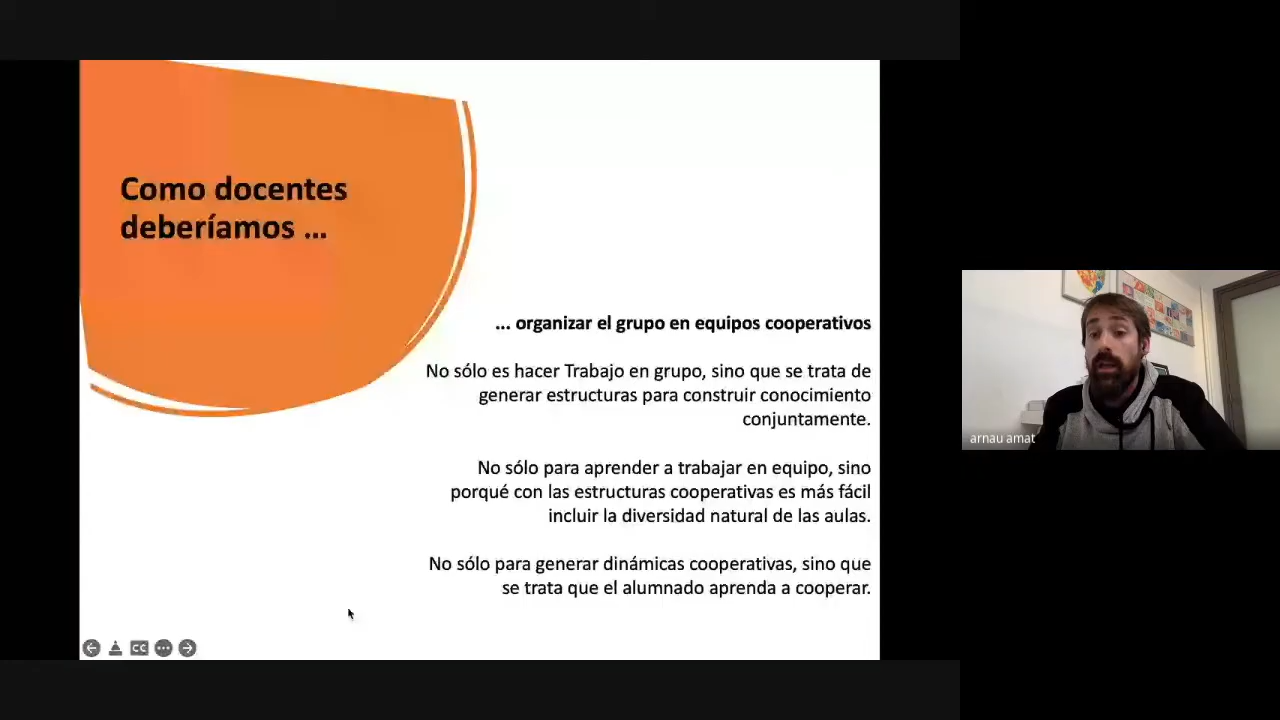 Como docentes
deberíamos ...
... organizar el grupo en equipos cooperativos
No sólo es hacer Trabajo en grupo, sino que se trata de
generar estructuras para construir conocimiento
conjuntamente.
No sólo para aprender a trabajar en equipo, sino
porqué con las estructuras cooperativas es más fácil
incluir la diversidad natural de las aulas.
No sólo para generar dinámicas cooperativas, sino que
se trata que el alumnado aprenda a cooperar.
CC
arnau amat